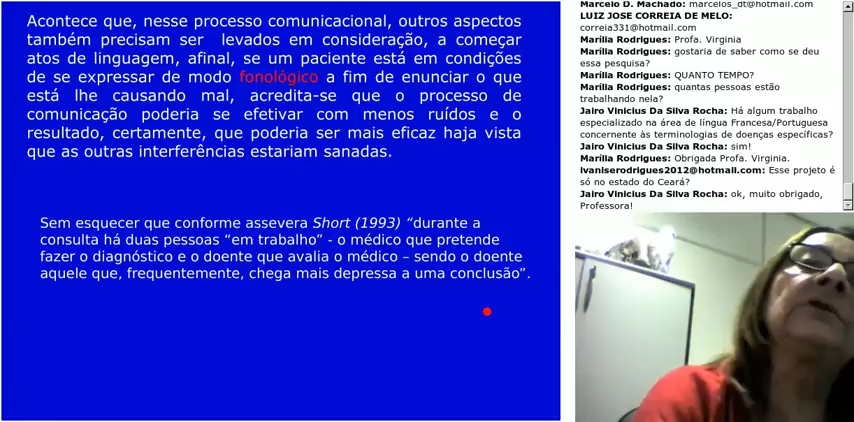 Acontece que, nesse processo comunicacional, outros aspectos
também precisam ser levados em consideração, a começar
atos de linguagem, afinal, se um paciente está em condições
de se expressar de modo fonológico a fim de enunciar o que
está lhe causando mal, acredita-se que o processo de
comunicação poderia se efetivar com menos ruídos e o
resultado, certamente, que poderia ser mais eficaz haja vista
que as outras interferências estariam sanadas.
Sem esquecer que conforme assevera Short (1993) “durante a
consulta há duas pessoas “em trabalho” - o médico que pretende
fazer o diagnóstico e o doente que avalia o médico – sendo o doente
aquele que, frequentemente, chega mais depressa a uma conclusão”.
Marcelo D. Machado: marcelos_dt@hotmail.com
LUIZ JOSE CORREIA DE MELO:
correia331@hotmail.com
Marília Rodrigues: Profa. Virginia
Marília Rodrigues: gostaria de saber como se deu
essa pesquisa?
Marília Rodrigues: QUANTO TEMPO?
Marília Rodrigues: quantas pessoas estão
trabalhando nela?
Jairo Vinicius Da Silva Rocha: Há algum trabalho
especializado na área de língua Francesa/Portuguesa
concernente às terminologias de doenças específicas?
Jairo Vinicius Da Silva Rocha: sim!
Marília Rodrigues: Obrigada Profa. Virginia.
ivaniserodrigues2012@hotmail.com: Esse projeto é
só no estado do Ceará?
Jairo Vinicius Da Silva Rocha: ok, muito obrigado,
Professora!